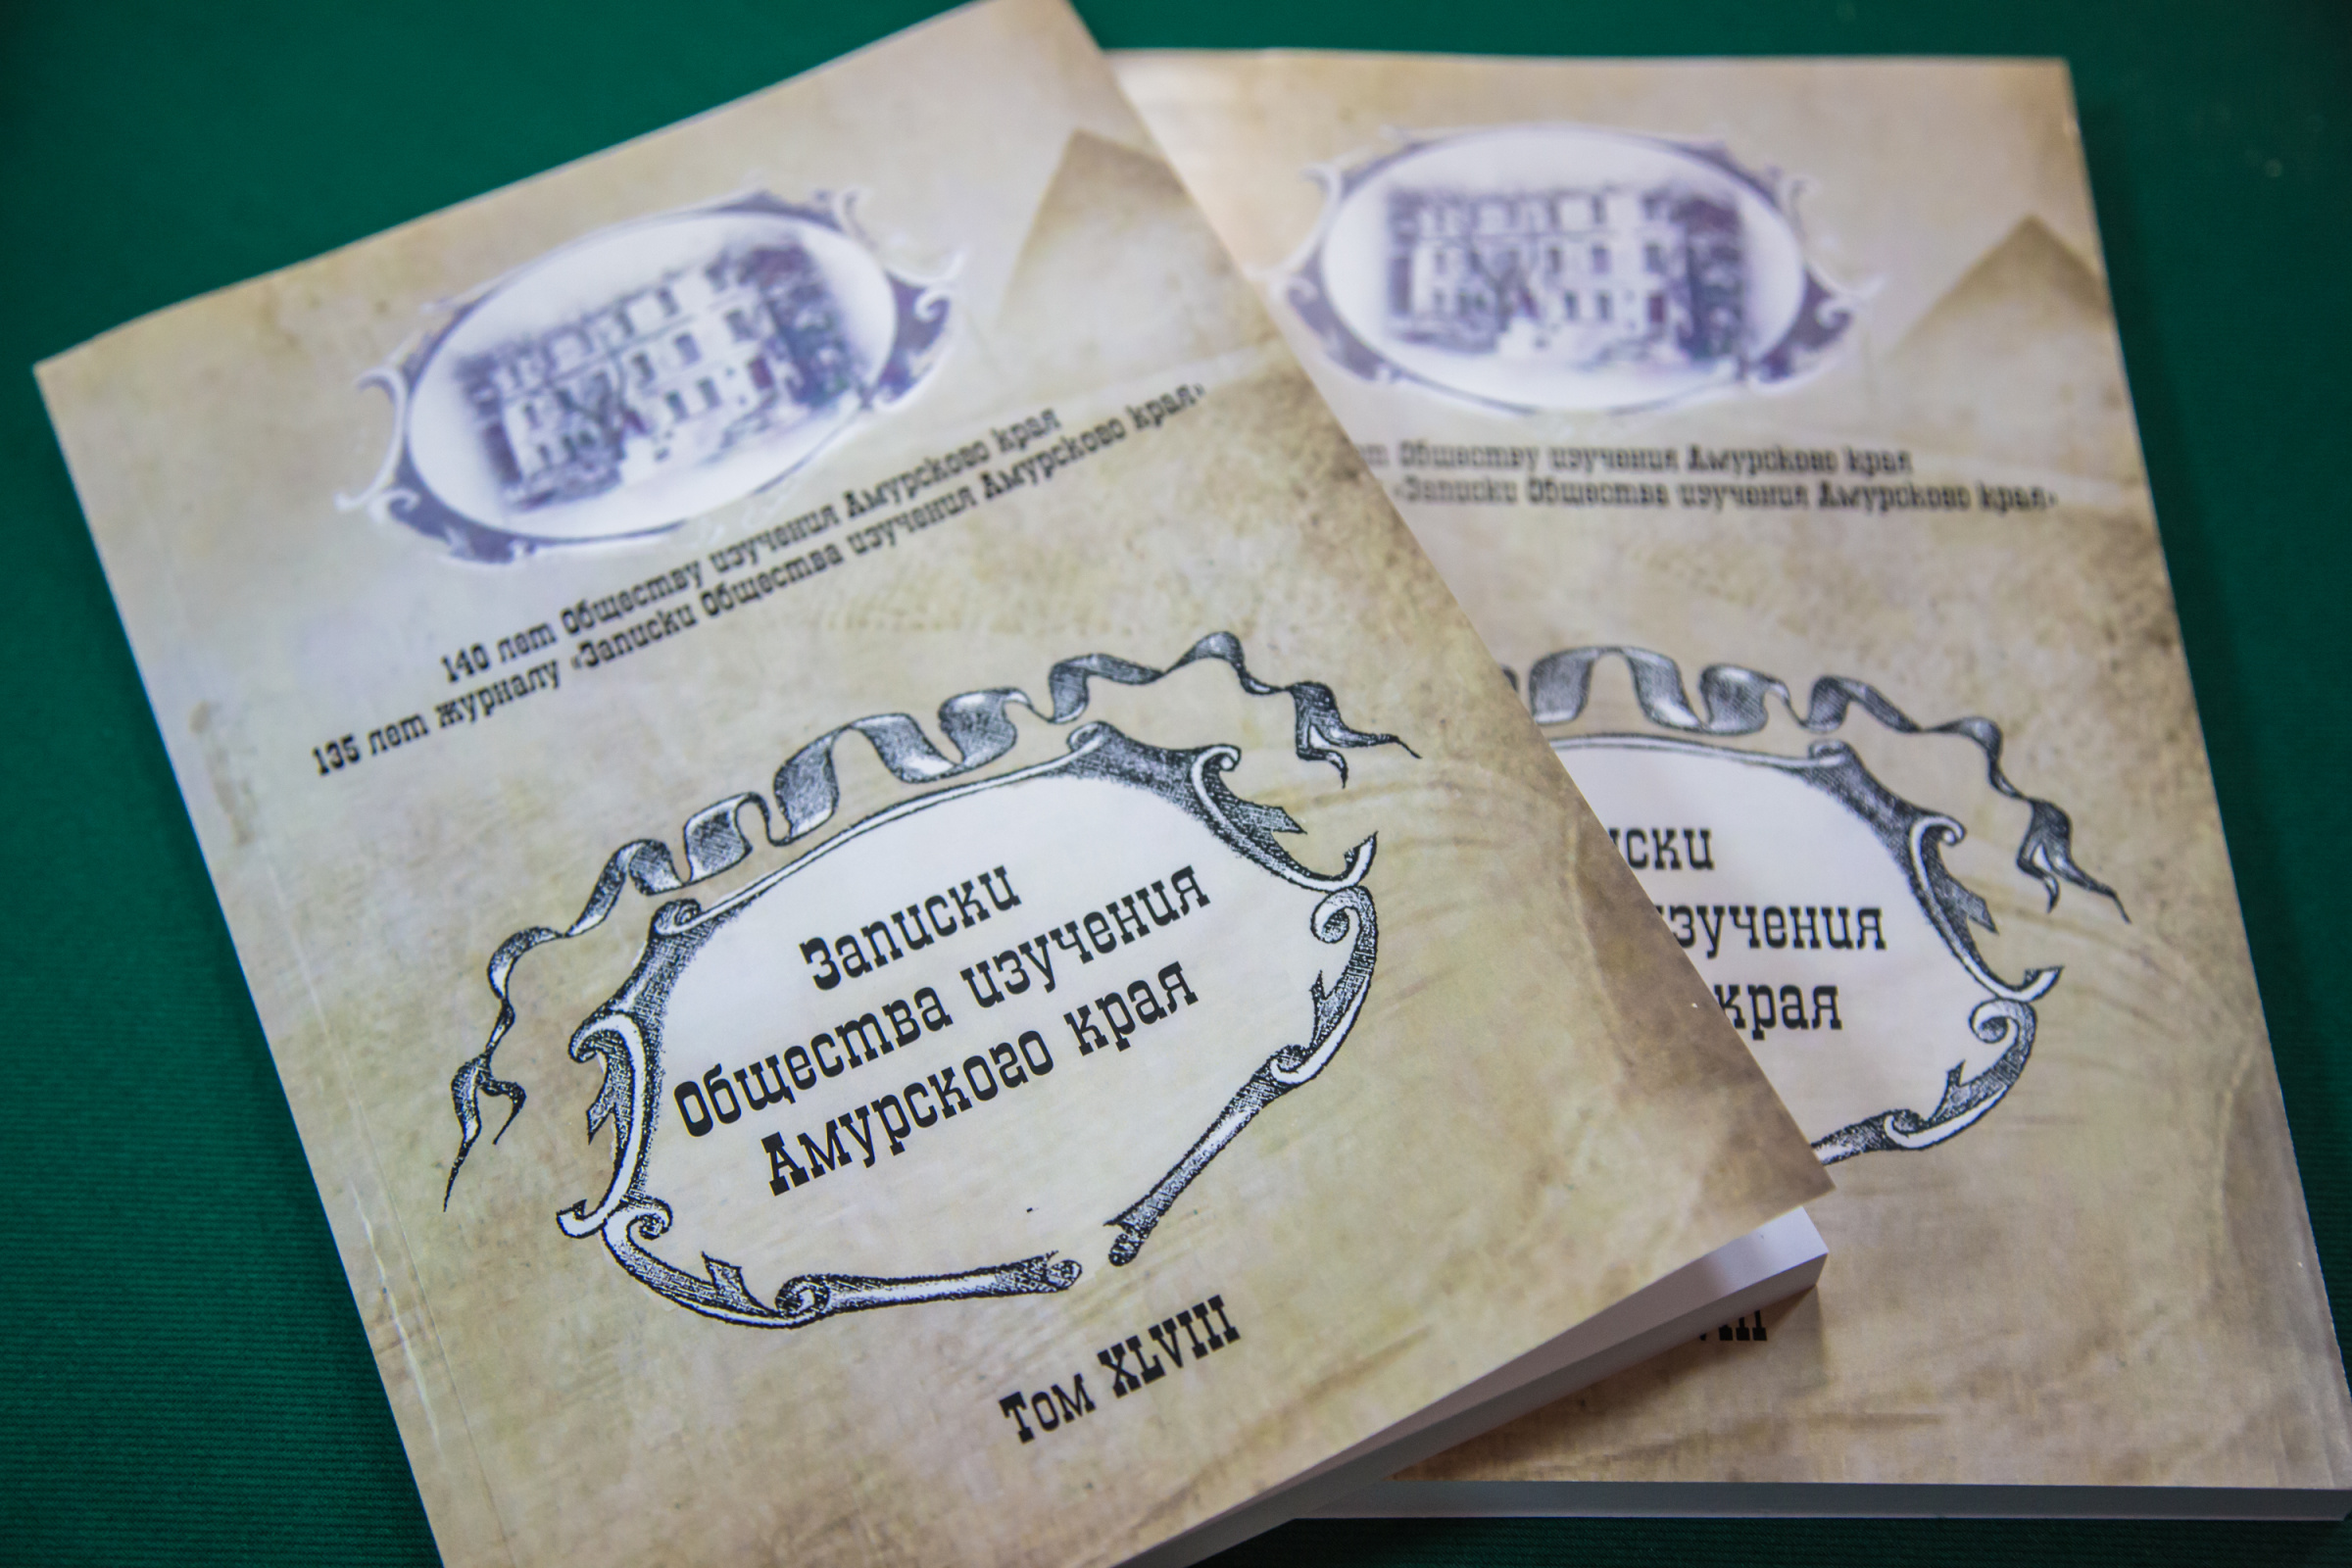 140 лет Обществу изучения Амурского края
135 лет журналу «Записки Общества изучения Амурского края»
Записки
Общества изучения
Амурского края
Том XLVIII
Обществу изучения Амурского края
«Записки Общества изучения Амурского края»
иски
изучения
края
VIII